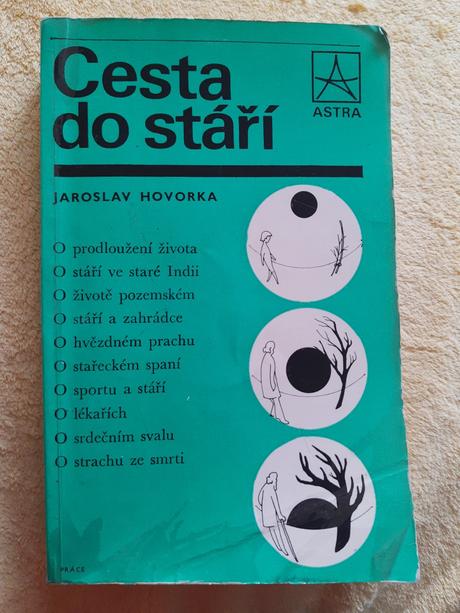 Cesta
do stáří
ASTRA
JAROSLAV HOVORKA
O prodloužení života
O stáří ve staré Indii
O životě pozemském
O stáří a zahrádce
O hvězdném prachu
O stařeckém spaní
O sportu a stáří
O lékařích
O srdečním svalu
O strachu ze smrti
PRÁCE